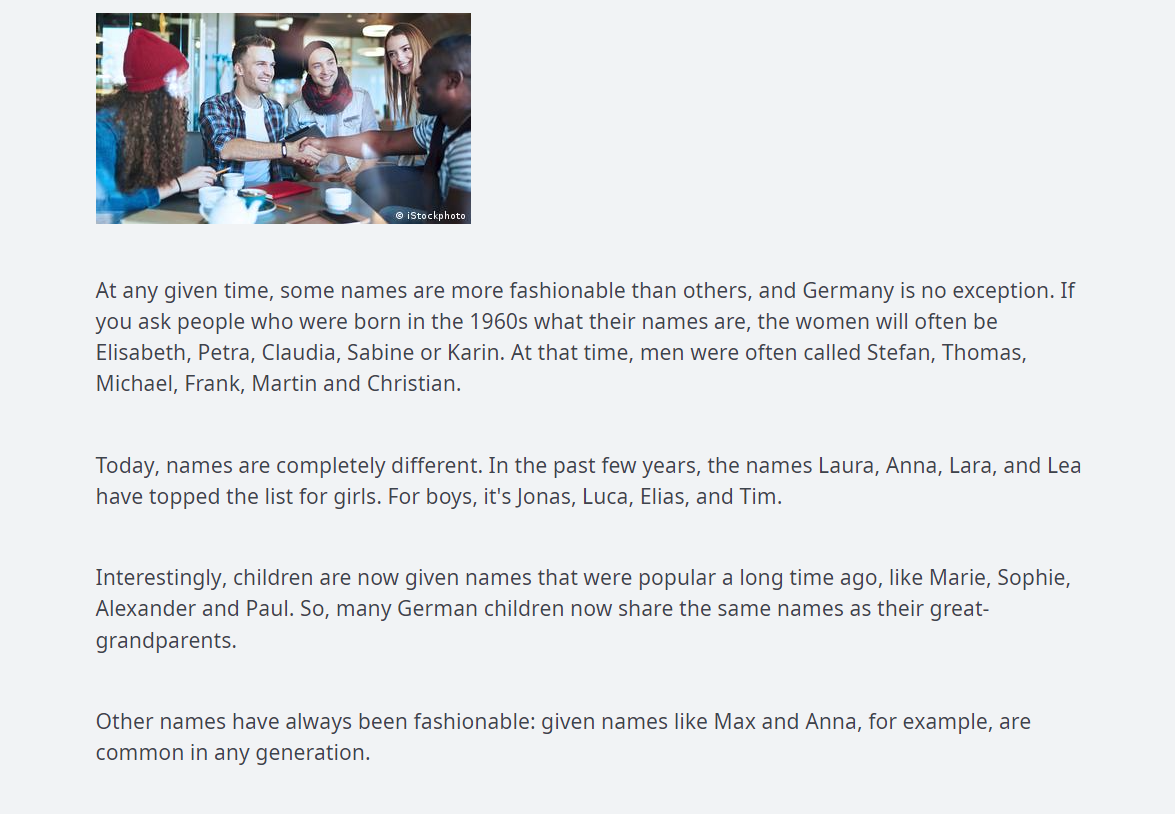 © iStockphoto
At any given time, some names are more fashionable than others, and Germany is no exception. If
you ask people who were born in the 1960s what their names are, the women will often be
Elisabeth, Petra, Claudia, Sabine or Karin. At that time, men were often called Stefan, Thomas,
Michael, Frank, Martin and Christian.
Today, names are completely different. In the past few years, the names Laura, Anna, Lara, and Lea
have topped the list for girls. For boys, it's Jonas, Luca, Elias, and Tim.
Interestingly, children are now given names that were popular a long time ago, like Marie, Sophie,
Alexander and Paul. So, many German children now share the same names as their great-
grandparents.
Other names have always been fashionable: given names like Max and Anna, for example, are
common in any generation.